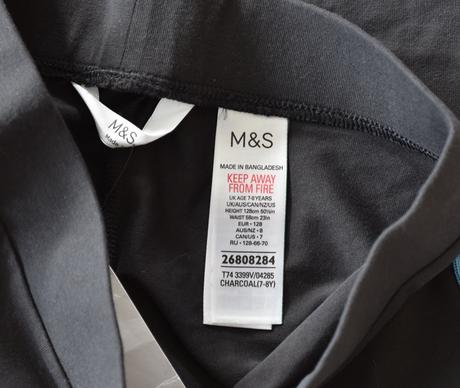 M&S
Made
M&S
MADE IN BANGLADESH
KEEP AWAY
FROM FIRE
UK AGE 7-8 YEARS
UK/AUS/CAN/NZ/US
HEIGHT 128cm 50½in
WAIST 58cm 23in
EUR • 128
AUS/NZ • 8
CAN/US • 7
RU • 128-66-70
26808284
T74 3399V/04285
CHARCOAL(7-8Y)